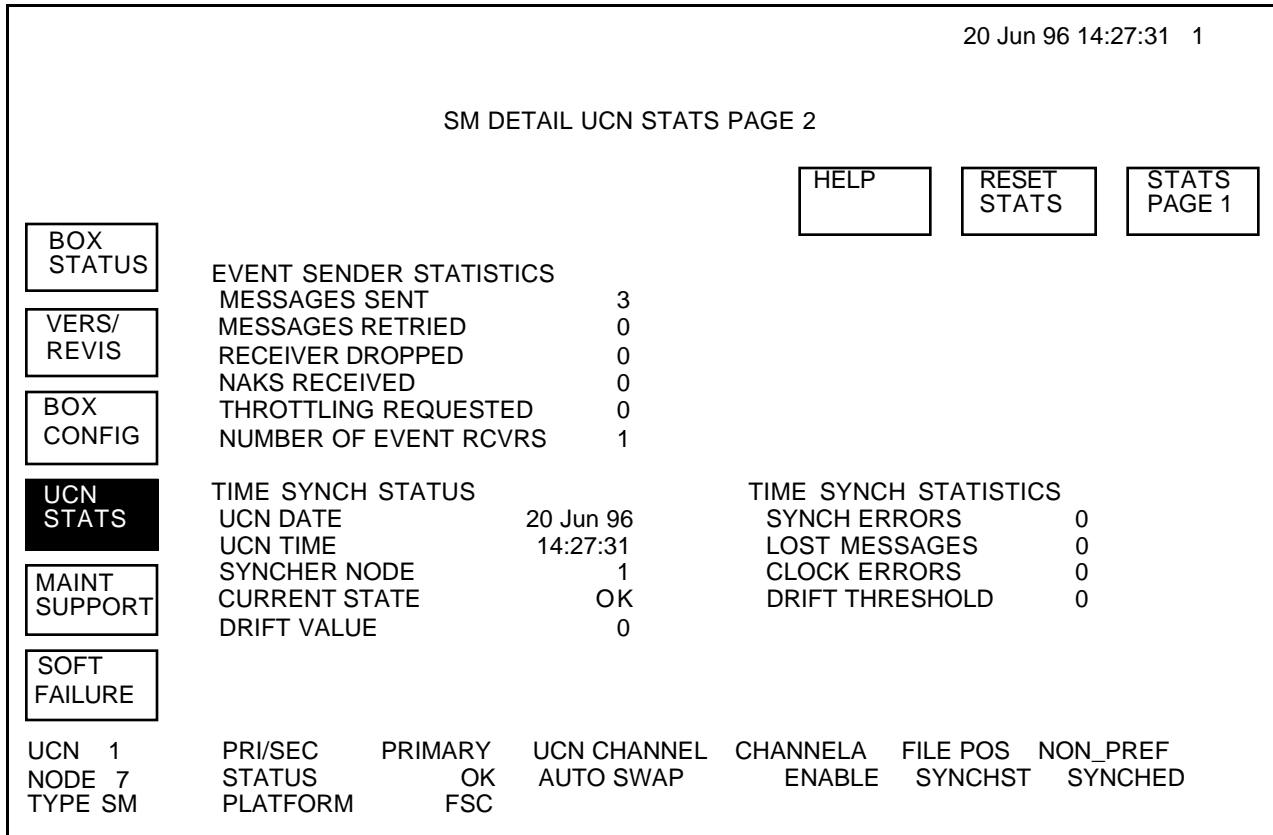 20 Jun 96 14:27:31 1
SM DETAIL UCN STATS PAGE 2
HELP
RESET
STATS
STATS
PAGE 1
BOX
STATUS
VERS/
REVIS
BOX
CONFIG
UCN
STATS
MAINT
SUPPORT
SOFT
FAILURE
EVENT SENDER STATISTICS
MESSAGES SENT 3
MESSAGES RETRIED 0
RECEIVER DROPPED 0
NAKS RECEIVED 0
THROTTLING REQUESTED 0
NUMBER OF EVENT RCVRS 1
TIME SYNCH STATUS
UCN DATE 20 Jun 96
UCN TIME 14:27:31
SYNCHER NODE 1
CURRENT STATE OK
DRIFT VALUE 0
TIME SYNCH STATISTICS
SYNCH ERRORS 0
LOST MESSAGES 0
CLOCK ERRORS 0
DRIFT THRESHOLD 0
UCN 1 PRI/SEC PRIMARY UCN CHANNEL CHANNELA FILE POS NON_PREF
NODE 7 STATUS OK AUTO SWAP ENABLE SYNCHST SYNCHED
TYPE SM PLATFORM FSC